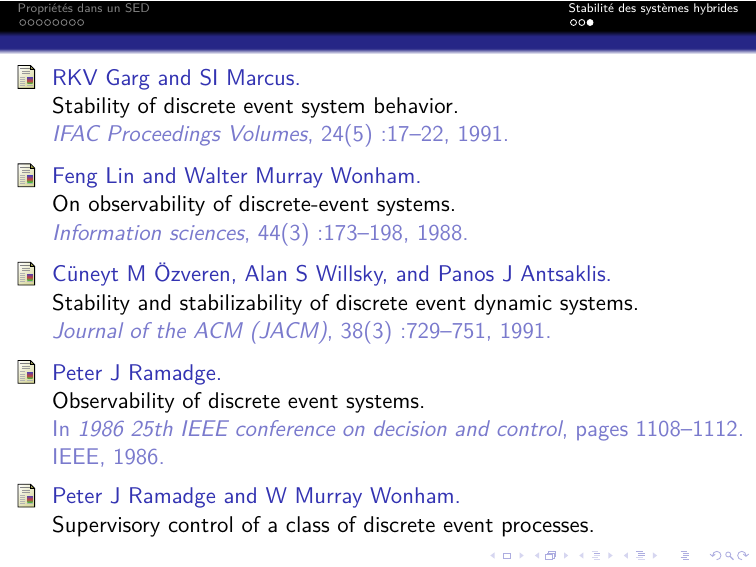 Propriétés dans un SED
Stabilité des systèmes hybrides
RKV Garg and SI Marcus.
Stability of discrete event system behavior.
IFAC Proceedings Volumes, 24(5) :17–22, 1991.
Feng Lin and Walter Murray Wonham.
On observability of discrete-event systems.
Information sciences, 44(3) :173–198, 1988.
Cüneyt M Özveren, Alan S Willsky, and Panos J Antsaklis.
Stability and stabilizability of discrete event dynamic systems.
Journal of the ACM (JACM), 38(3) :729–751, 1991.
Peter J Ramadge.
Observability of discrete event systems.
In 1986 25th IEEE conference on decision and control, pages 1108–1112.
IEEE, 1986.
Peter J Ramadge and W Murray Wonham.
Supervisory control of a class of discrete event processes.